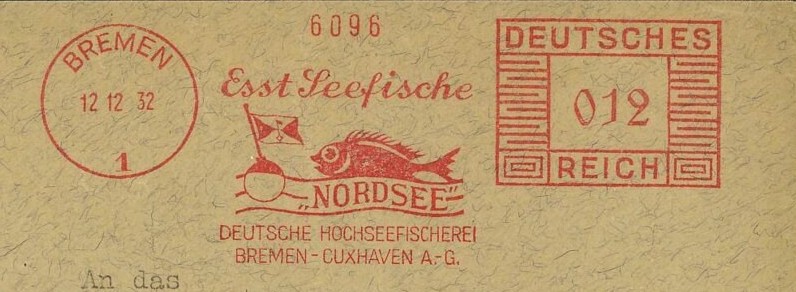 BREMEN
12 12 32
1
6096
Esst Seefische
„NORDSEE“
DEUTSCHE HOCHSEEFISCHEREI
BREMEN-CUXHAVEN A.-G.
DEUTSCHES
012
REICH
An das